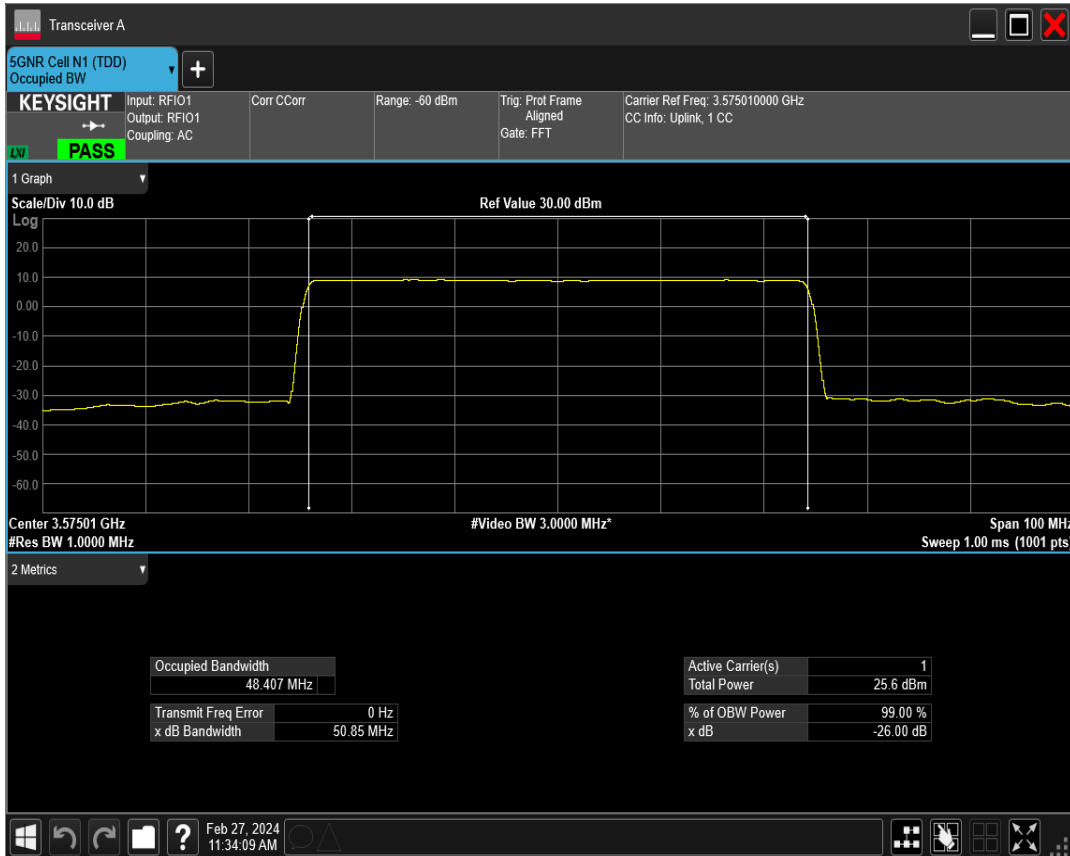 Transceiver A
5GNR Cell N1 (TDD)
Occupied BW
+
KEYSIGHT
LXI
PASS
Input: RFIO1
Output: RFIO1
Coupling: AC
Corr CCorr
Range: -60 dBm
Trig: Prot Frame
Aligned
Gate: FFT
Carrier Ref Freq: 3.575010000 GHz
CC Info: Uplink, 1 CC
1 Graph
Scale/Div 10.0 dB
Ref Value 30.00 dBm
Log
20.0
10.0
0.00
-10.0
-20.0
-30.0
-40.0
-50.0
-60.0
Center 3.57501 GHz
#Video BW 3.0000 MHz*
Span 100 MHz
#Res BW 1.0000 MHz
Sweep 1.00 ms (1001 pts)
2 Metrics
Occupied Bandwidth
48.407 MHz
Transmit Freq Error 0 Hz
x dB Bandwidth 50.85 MHz
Active Carrier(s) 1
Total Power 25.6 dBm
% of OBW Power 99.00 %
x dB -26.00 dB
?
Feb 27, 2024
11:34:09 AM